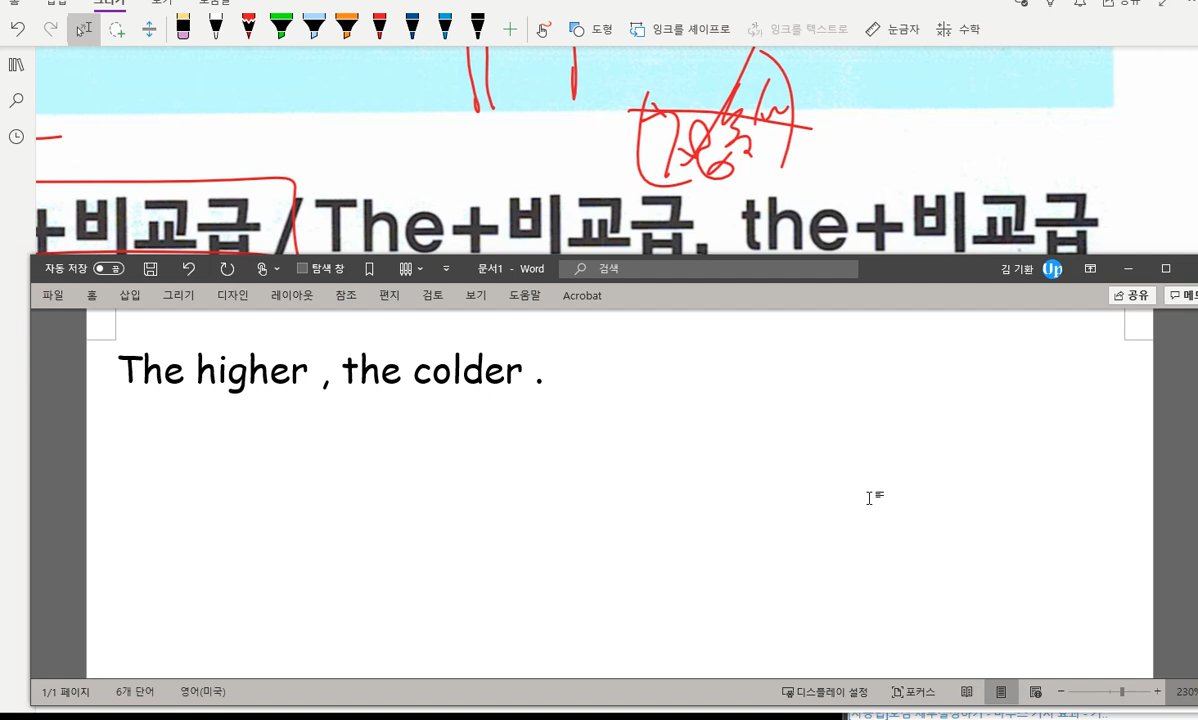 도형
잉크를 셰이프로
잉크를 텍스트로
눈금자
수학
+비교급/The+비교급, the+비교급
자동 저장
끔
탐색 창
문서1 - Word
검색
김 기환
Up
파일 홈 삽입 그리기 디자인 레이아웃 참조 편지 검토 보기 도움말 Acrobat
공유
The higher , the colder .
1/1 페이지 6개 단어 영어(미국)
디스플레이 설정
포커스
230%